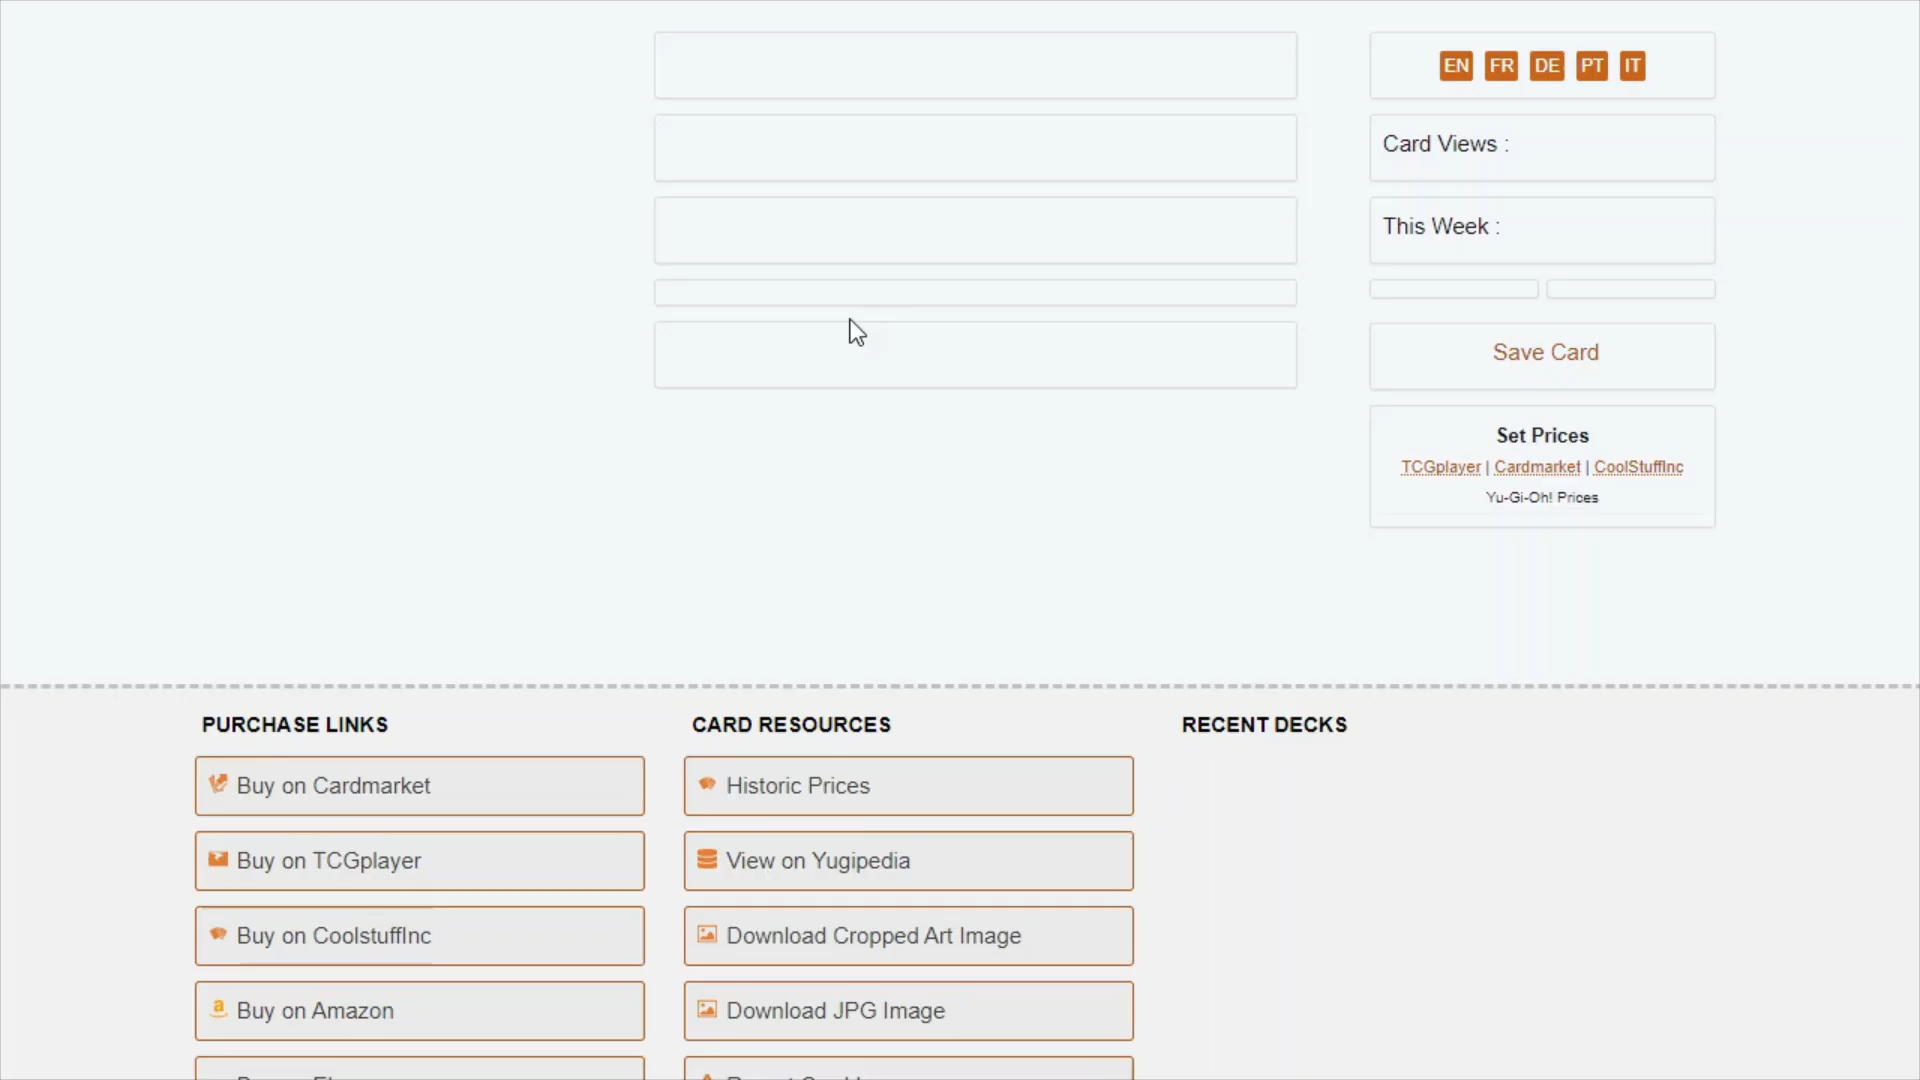 EN FR DE PT IT
Card Views :
This Week :
Save Card
Set Prices
TCGplayer | Cardmarket | CoolStuffInc
Yu-Gi-Oh! Prices
PURCHASE LINKS
Buy on Cardmarket
Buy on TCGplayer
Buy on CoolstuffInc
Buy on Amazon
CARD RESOURCES
Historic Prices
View on Yugipedia
Download Cropped Art Image
Download JPG Image
RECENT DECKS